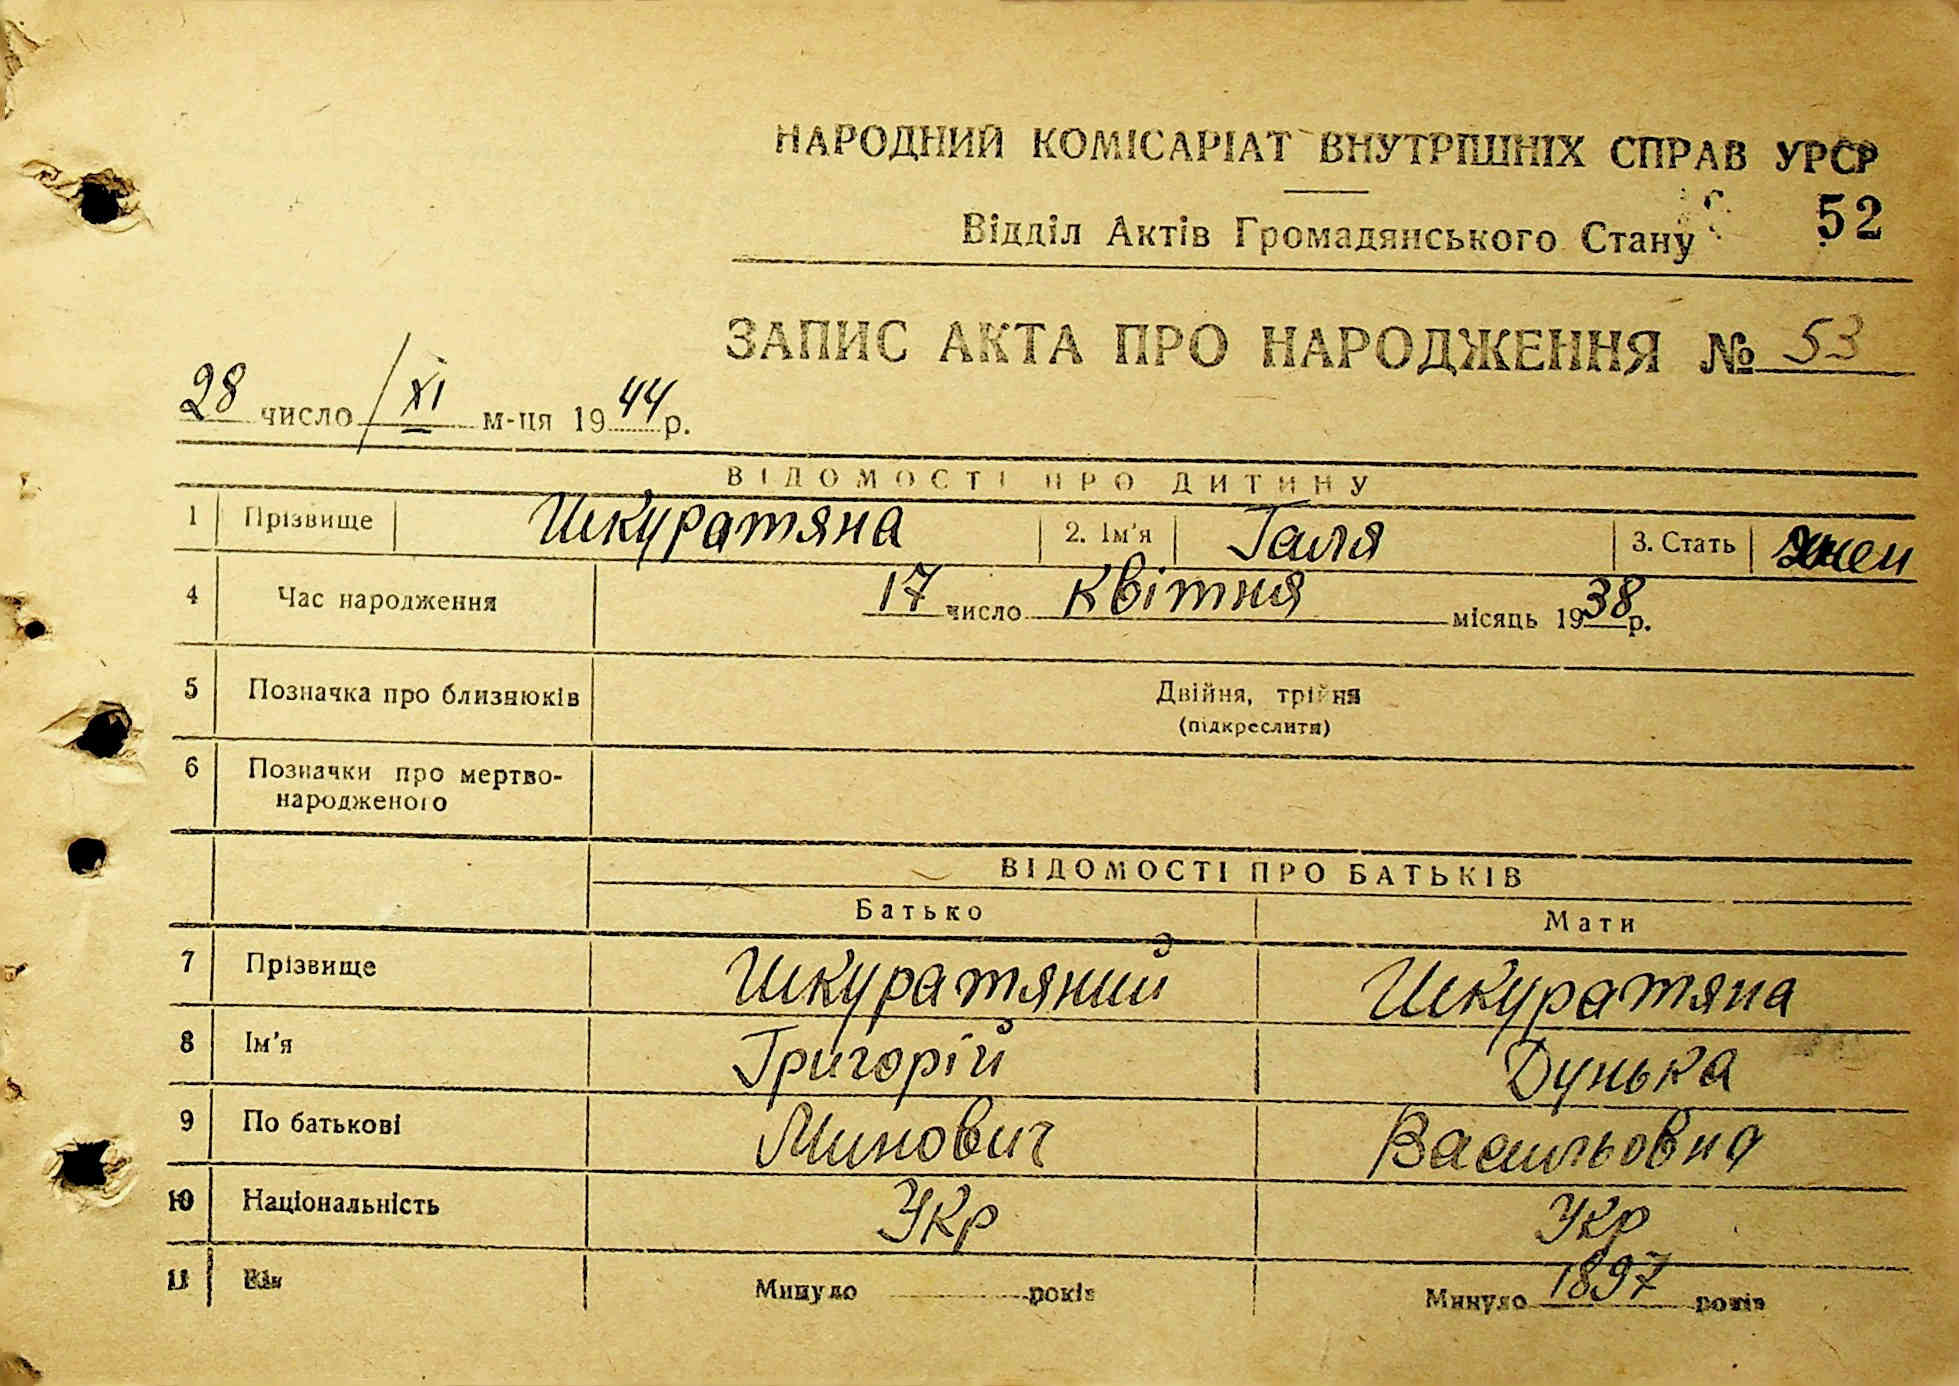 НАРОДНИЙ КОМІСАРІАТ ВНУТРІШНІХ СПРАВ УРСР
Відділ Актів Громадянського Стану 52
ЗАПИС АКТА ПРО НАРОДЖЕННЯ № 53
28 число / XI м-ця 1944 р.
ВІДОМОСТІ ПРО ДИТИНУ
1 Прізвище Шкуратяна 2. Ім'я Галя 3. Стать жен
4 Час народження 17 число Квітня місяць 1938 р.
5 Позначка про близнюків Двійня, трійня
(підкреслити)
6 Позначки про мертво-
народженого
ВІДОМОСТІ ПРО БАТЬКІВ
Батько Мати
7 Прізвище Шкуратяний Шкуратяна
8 Ім'я Григорій Дунька
9 По батькові Минович Васильовна
10 Національність Укр Укр
11 Вік Минуло років Минуло 1897 років